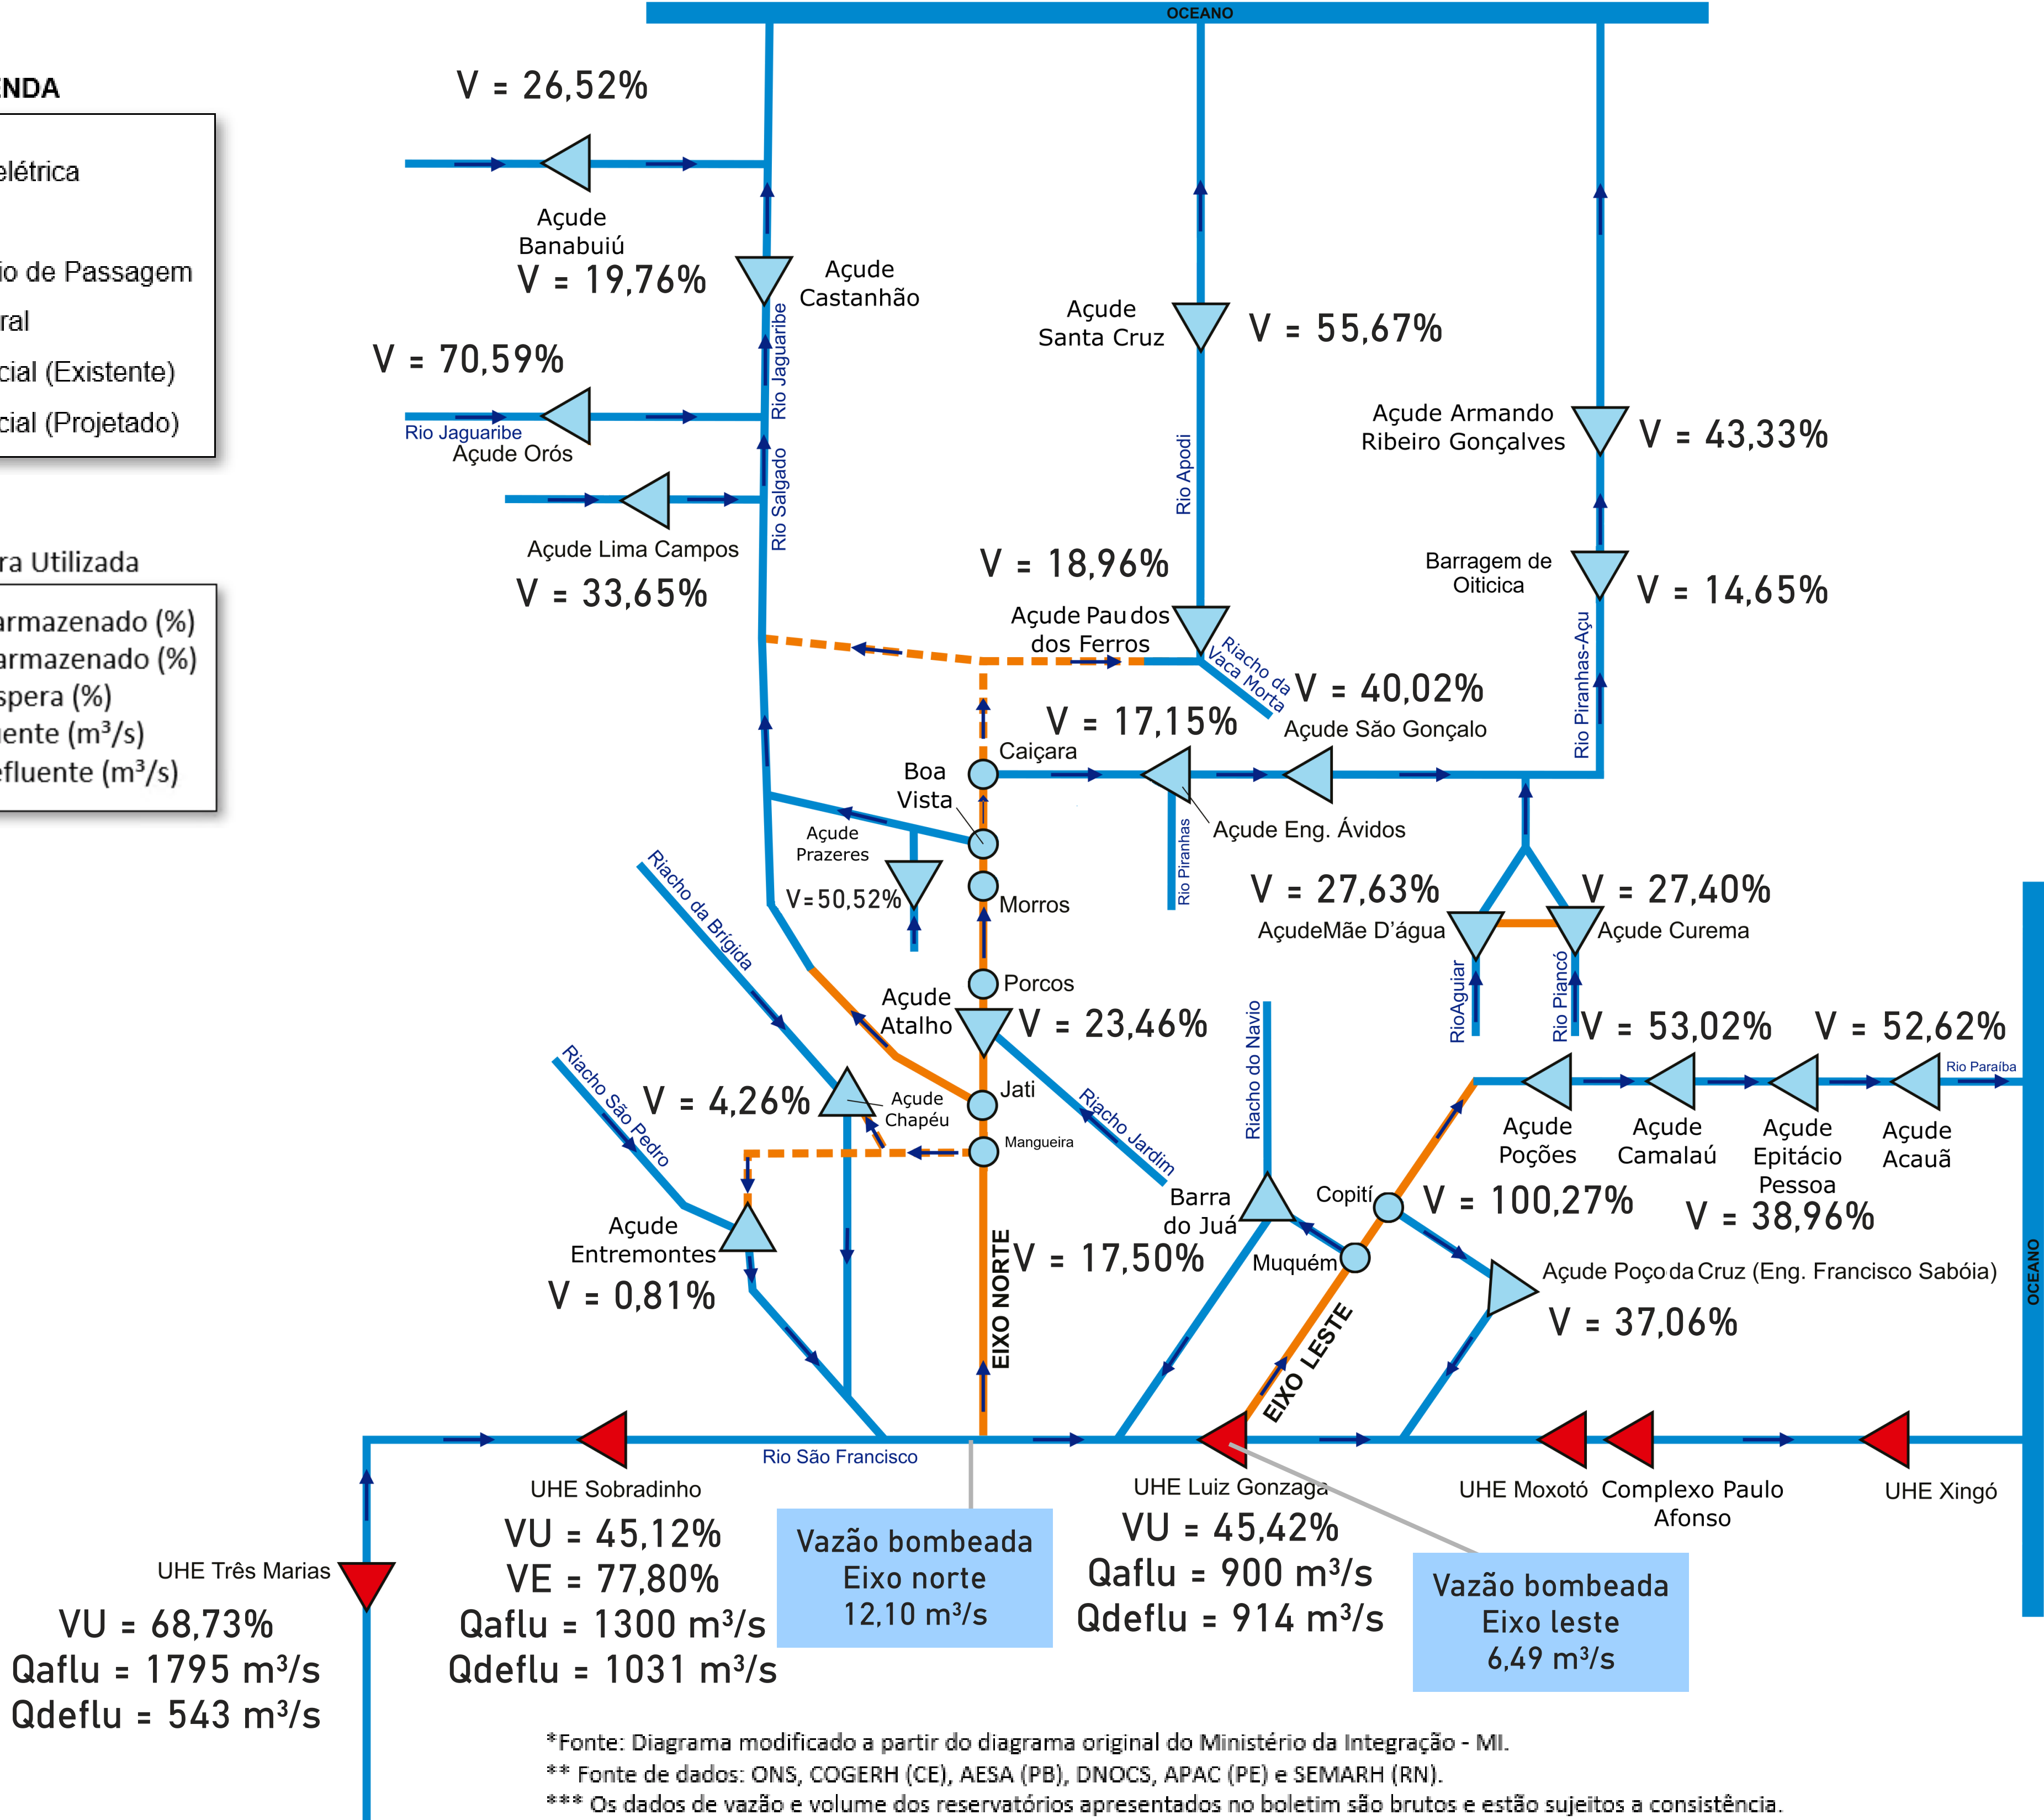 OCEANO
ENDA
elétrica
io de Passagem
ral
cial (Existente)
cial (Projetado)
ra Utilizada
armazenado (%)
armazenado (%)
spera (%)
uente (m³/s)
efluente (m³/s)
V = 26,52%
Açude
Banabuiú
V = 19,76%
Açude
Castanhão
Rio Jaguaribe
V = 70,59%
Rio Jaguaribe
Açude Orós
Rio Salgado
Açude Lima Campos
V = 33,65%
Açude
Santa Cruz
V = 55,67%
Rio Apodi
Açude Armando
Ribeiro Gonçalves
V = 43,33%
Barragem de
Oiticica
V = 14,65%
Rio Piranhas-Açu
V = 18,96%
Açude Pau dos
dos Ferros
Riacho da
Vaca Morta
V = 40,02%
Açude São Gonçalo
V = 17,15%
Caiçara
Boa
Vista
Açude Eng. Ávidos
Rio Piranhas
Açude
Prazeres
V=50,52%
Morros
Riacho da Brígida
V = 27,63%
AçudeMãe D'água
V = 27,40%
Açude Curema
RioAguiar
Rio Piancó
Porcos
Açude
Atalho
V = 23,46%
Riacho São Pedro
V = 4,26%
Açude
Chapéu
Jati
Mangueira
Riacho Jardim
Riacho do Navio
V = 53,02%
V = 52,62%
Rio Paraíba
Açude
Poções
Açude
Camalaú
Açude
Epitácio
Pessoa
Açude
Acauã
V = 100,27%
V = 38,96%
Copití
Barra
do Juá
Muquém
V = 17,50%
Açude
Entremontes
V = 0,81%
EIXO NORTE
EIXO LESTE
Açude Poço da Cruz (Eng. Francisco Sabóia)
V = 37,06%
OCEANO
Rio São Francisco
UHE Sobradinho
VU = 45,12%
VE = 77,80%
Qaflu = 1300 m³/s
Qdeflu = 1031 m³/s
Vazão bombeada
Eixo norte
12,10 m³/s
UHE Luiz Gonzaga
VU = 45,42%
Qaflu = 900 m³/s
Qdeflu = 914 m³/s
Vazão bombeada
Eixo leste
6,49 m³/s
UHE Moxotó
Complexo Paulo
Afonso
UHE Xingó
UHE Três Marias
VU = 68,73%
Qaflu = 1795 m³/s
Qdeflu = 543 m³/s
*Fonte: Diagrama modificado a partir do diagrama original do Ministério da Integração - MI.
** Fonte de dados: ONS, COGERH (CE), AESA (PB), DNOCS, APAC (PE) e SEMARH (RN).
*** Os dados de vazão e volume dos reservatórios apresentados no boletim são brutos e estão sujeitos a consistência.